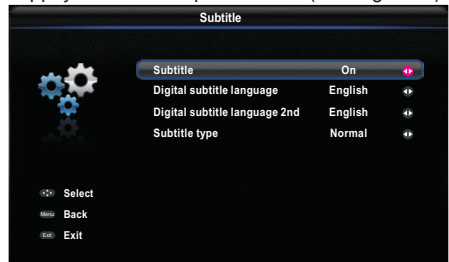 Subtitle
Subtitle On
Digital subtitle language English
Digital subtitle language 2nd English
Subtitle type Normal
Select
Menu Back
Exit Exit